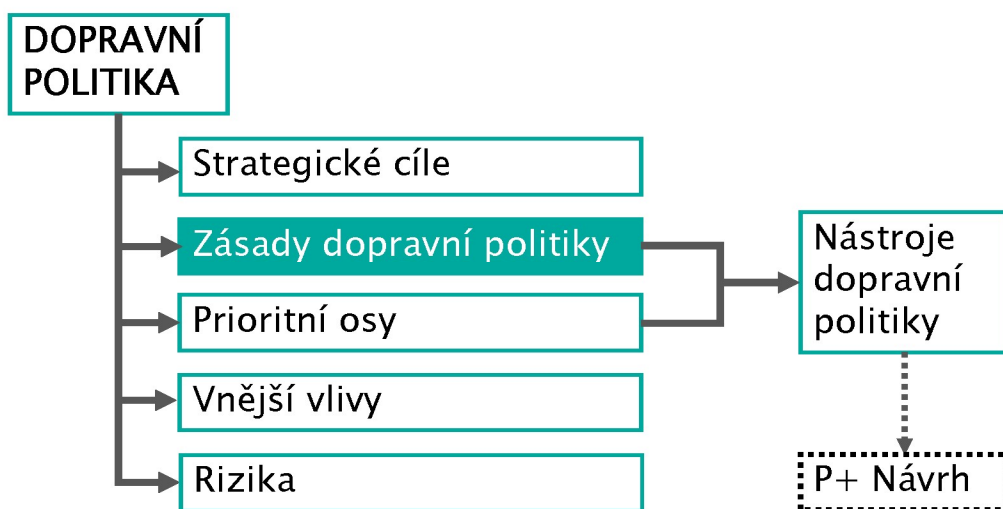 DOPRAVNÍ
POLITIKA
Strategické cíle
Zásady dopravní politiky
Prioritní osy
Vnější vlivy
Rizika
Nástroje
dopravní
politiky
P+ Návrh